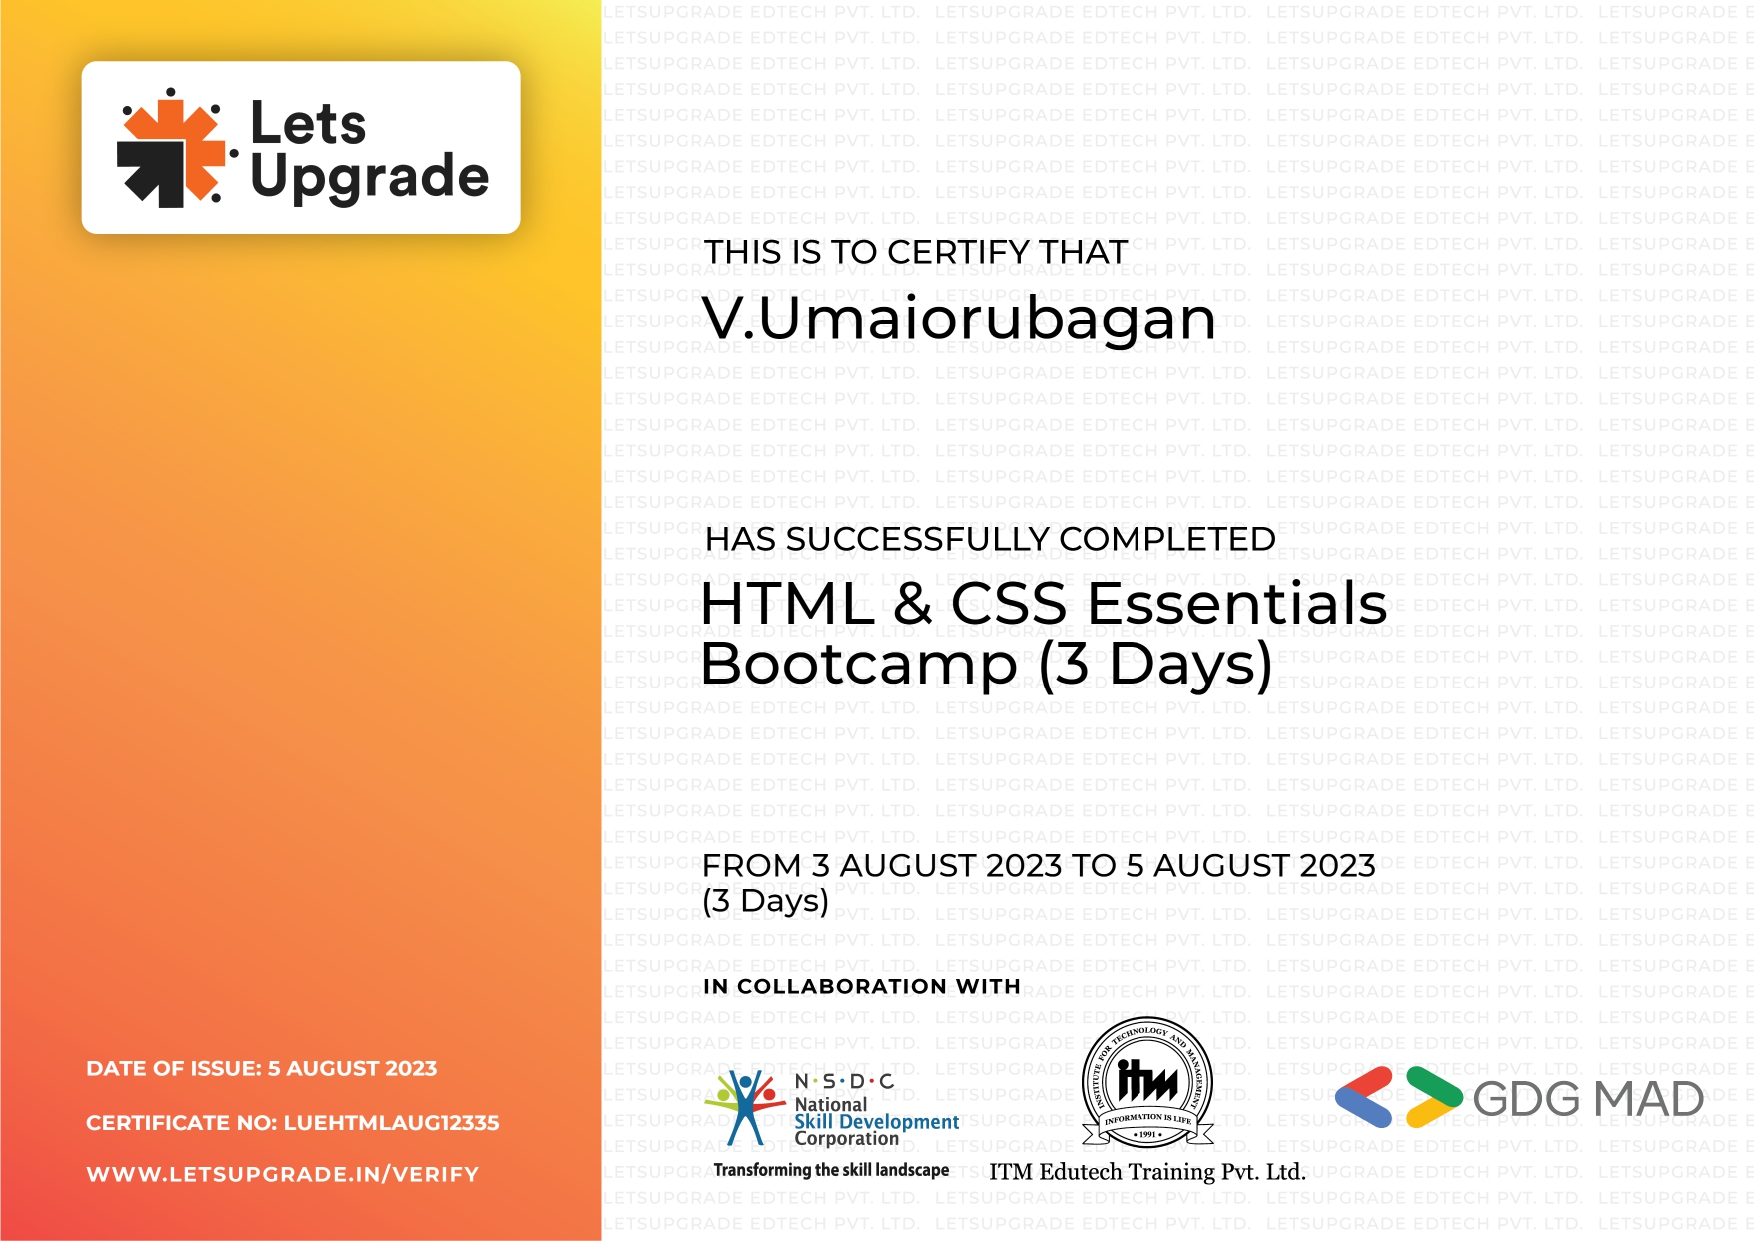 Lets
Upgrade
THIS IS TO CERTIFY THAT
V.Umaiorubagan
HAS SUCCESSFULLY COMPLETED
HTML & CSS Essentials
Bootcamp (3 Days)
FROM 3 AUGUST 2023 TO 5 AUGUST 2023
(3 Days)
IN COLLABORATION WITH
N·S·D·C
National
Skill Development
Corporation
Transforming the skill landscape
INSTITUTE FOR TECHNOLOGY AND MANAGEMENT
itm
INFORMATION IS LIFE
• 1991 •
ITM Edutech Training Pvt. Ltd.
GDG MAD
DATE OF ISSUE: 5 AUGUST 2023
CERTIFICATE NO: LUEHTMLAUG12335
WWW.LETSUPGRADE.IN/VERIFY
LETSUPGRADE EDTECH PVT. LTD.